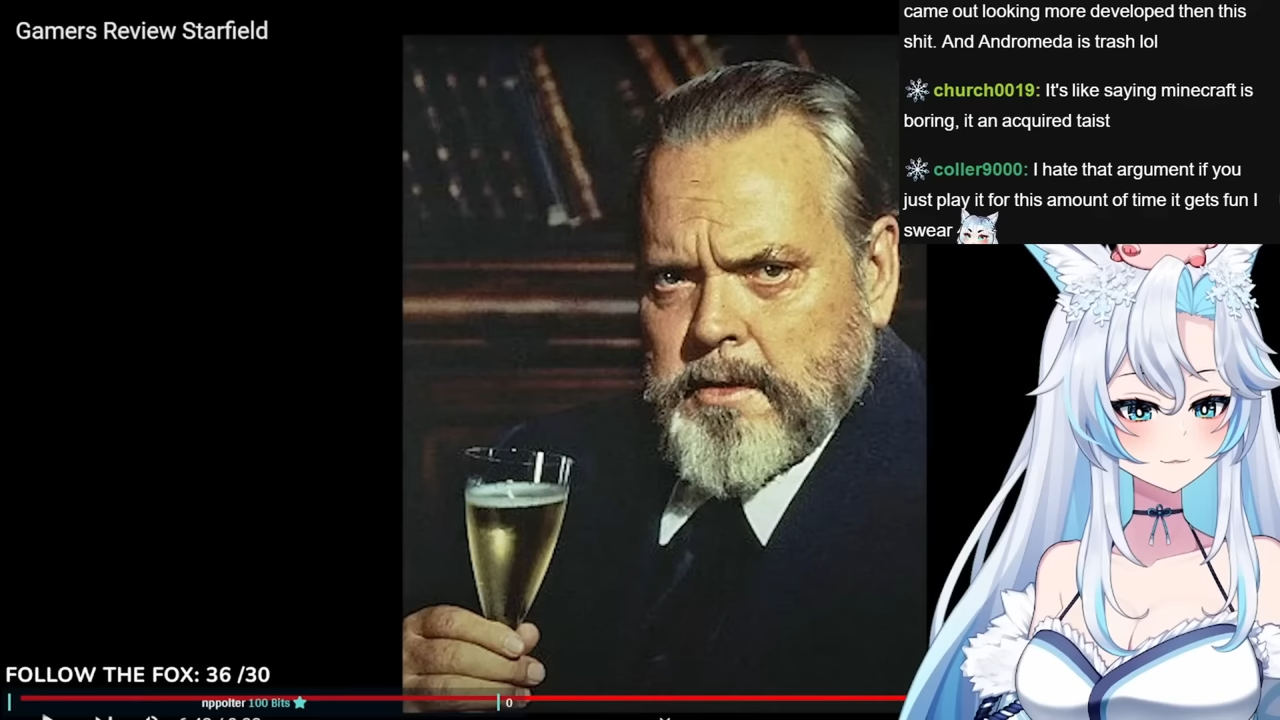 Gamers Review Starfield
came out looking more developed then this
shit. And Andromeda is trash lol
church0019: It's like saying minecraft is
boring, it an acquired taist
coller9000: I hate that argument if you
just play it for this amount of time it gets fun I
swear
FOLLOW THE FOX: 36 /30
nppolter 100 Bits
0